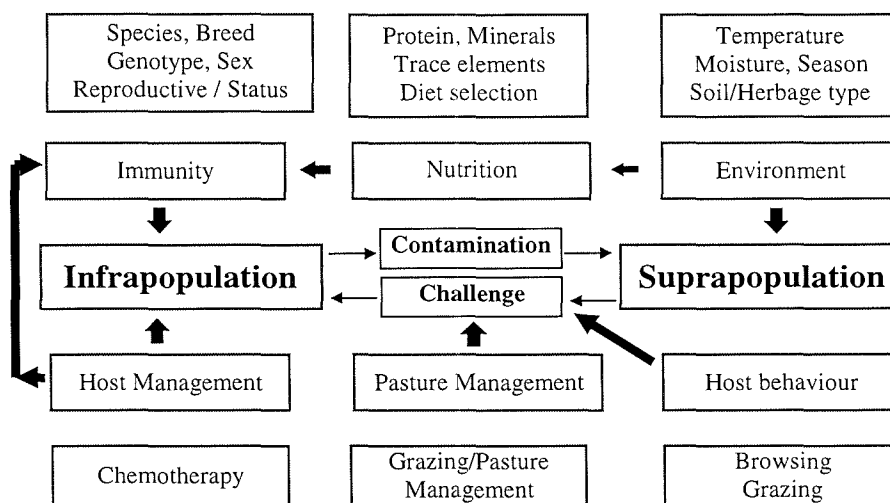 Species, Breed
Genotype, Sex
Reproductive / Status
Protein, Minerals
Trace elements
Diet selection
Temperature
Moisture, Season
Soil/Herbage type
Immunity
Nutrition
Environment
Infrapopulation
Contamination
Challenge
Suprapopulation
Host Management
Pasture Management
Host behaviour
Chemotherapy
Grazing/Pasture
Management
Browsing
Grazing